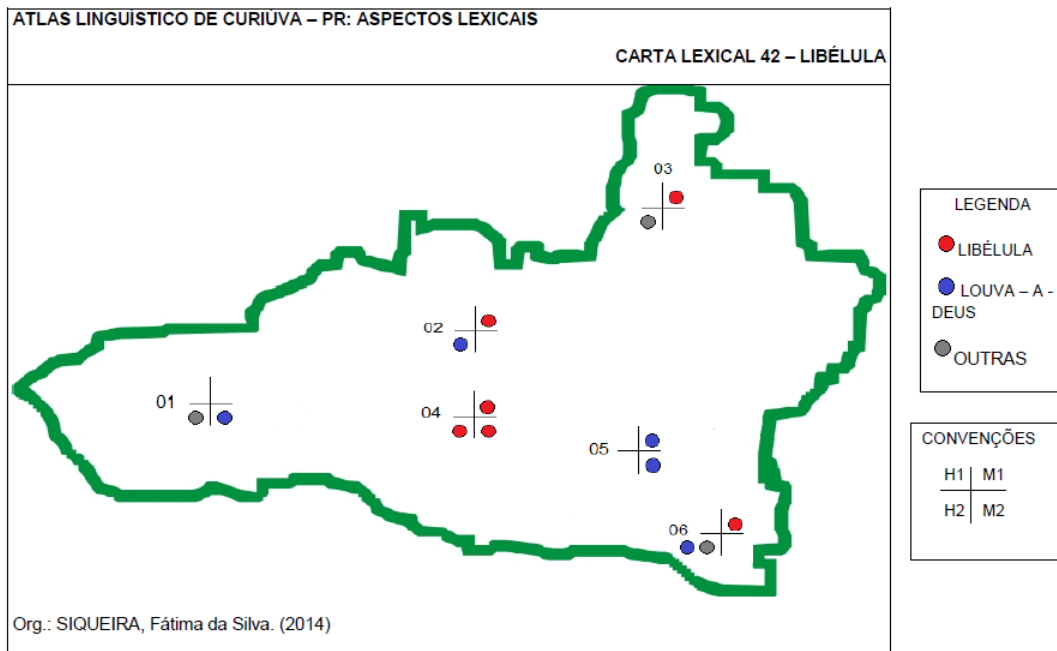 ATLAS LINGUÍSTICO DE CURIÚVA – PR: ASPECTOS LEXICAIS
CARTA LEXICAL 42 – LIBÉLULA
03
02
01
04
05
06
LEGENDA
LIBÉLULA
LOUVA – A -
DEUS
OUTRAS
CONVENÇÕES
H1 M1
H2 M2
Org.: SIQUEIRA, Fátima da Silva. (2014)